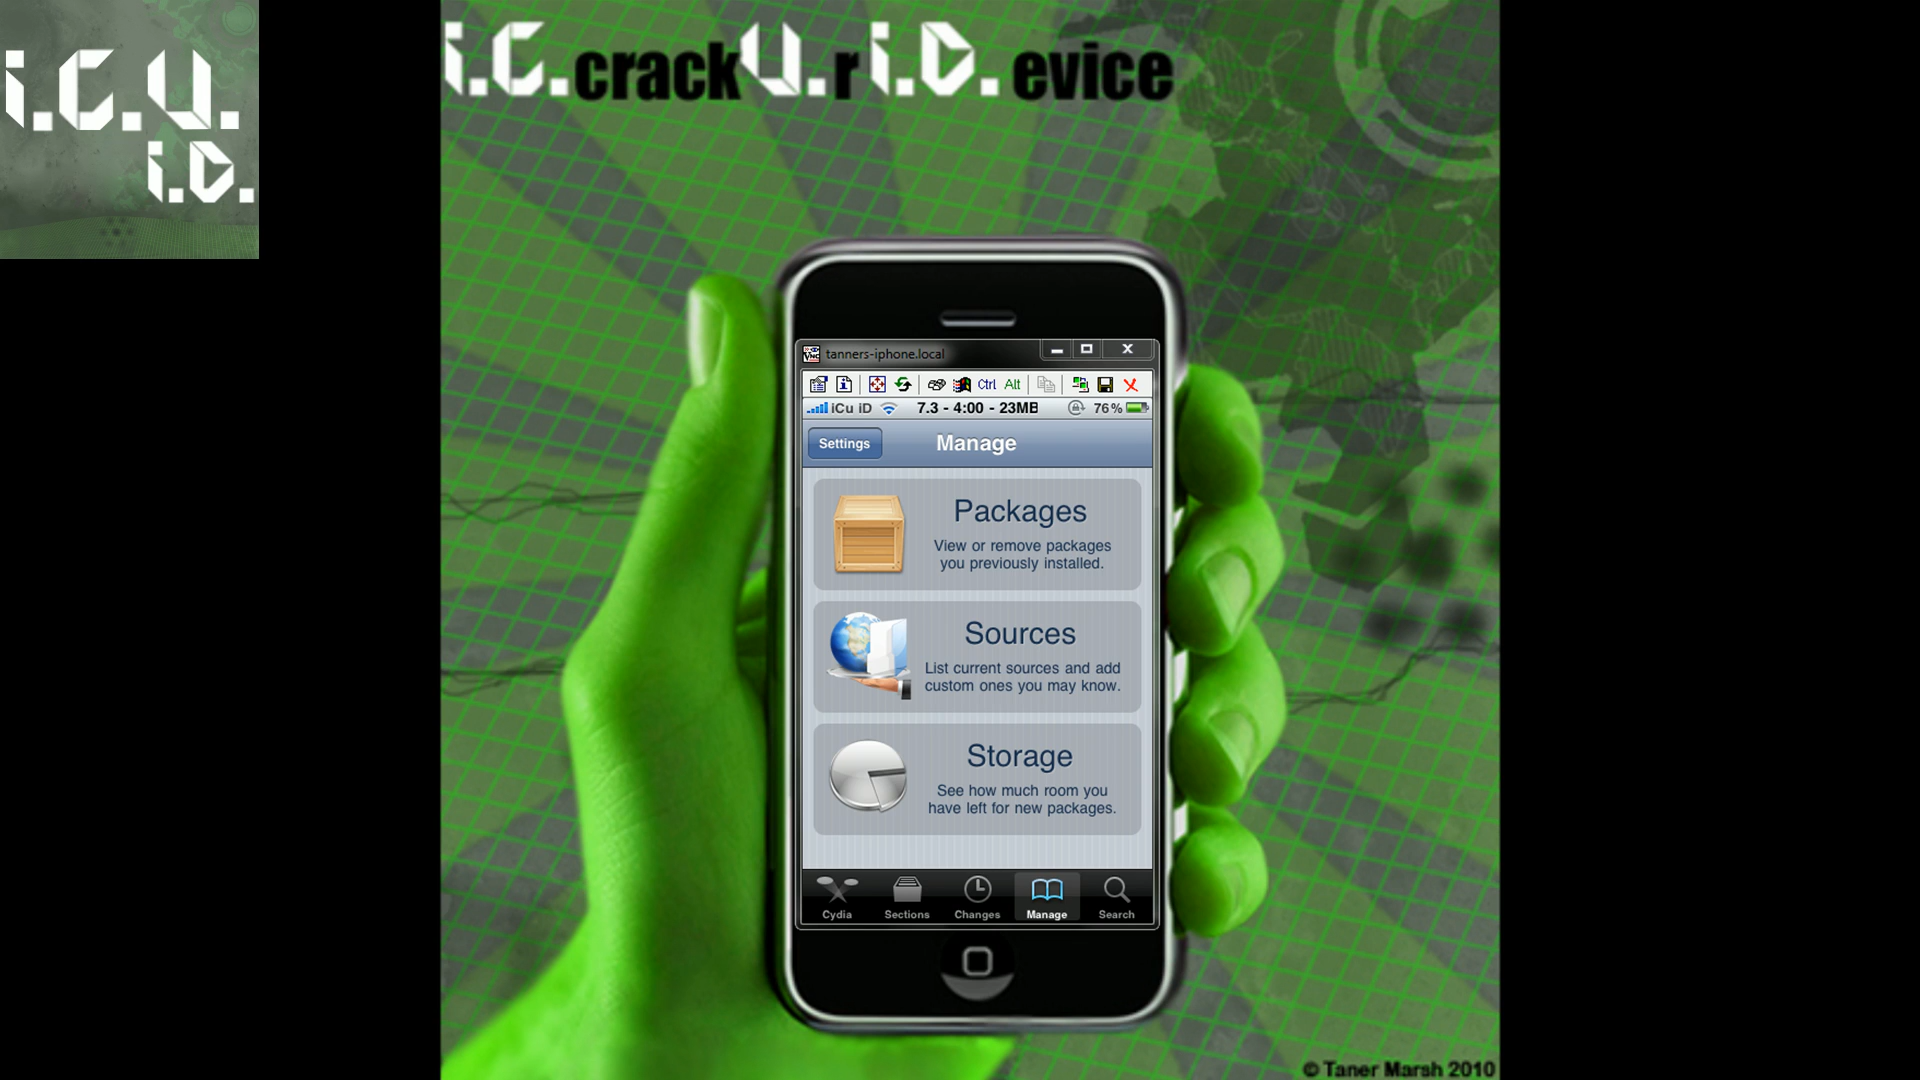 i.C.U.
i.D.
i.C.crackU.r i.D.evice
tanners-iphone.local
Ctrl Alt
iCu iD 7.3 - 4:00 - 23MB 76%
Settings Manage
Packages
View or remove packages
you previously installed.
Sources
List current sources and add
custom ones you may know.
Storage
See how much room you
have left for new packages.
Cydia Sections Changes Manage Search
© Taner Marsh 2010